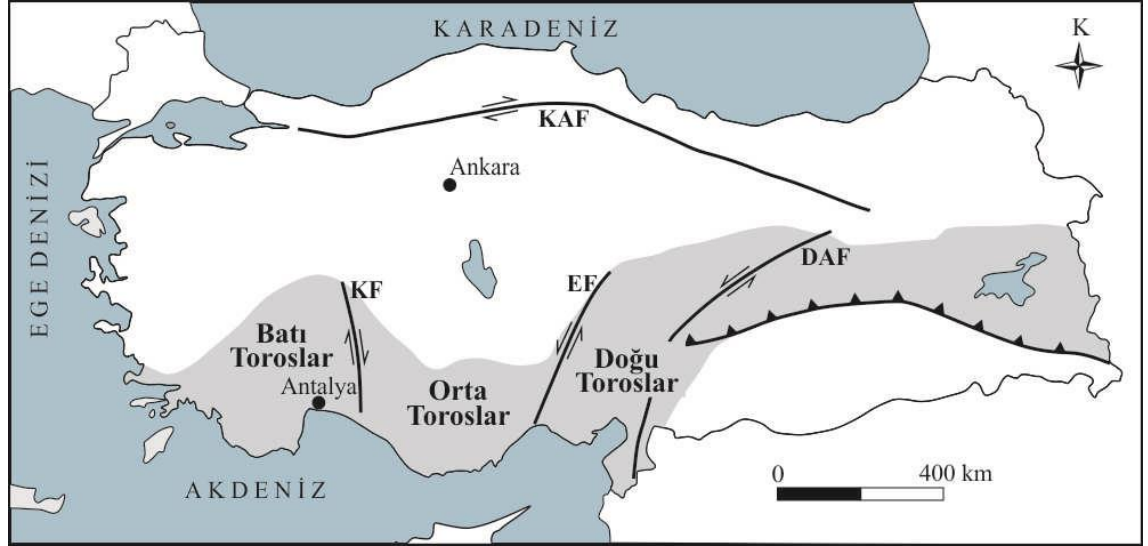 KARADENİZ
K
KAF
Ankara
EGE DENİZİ
DAF
EF
KF
Batı
Toroslar
Doğu
Toroslar
Antalya
Orta
Toroslar
0 400 km
AKDENİZ